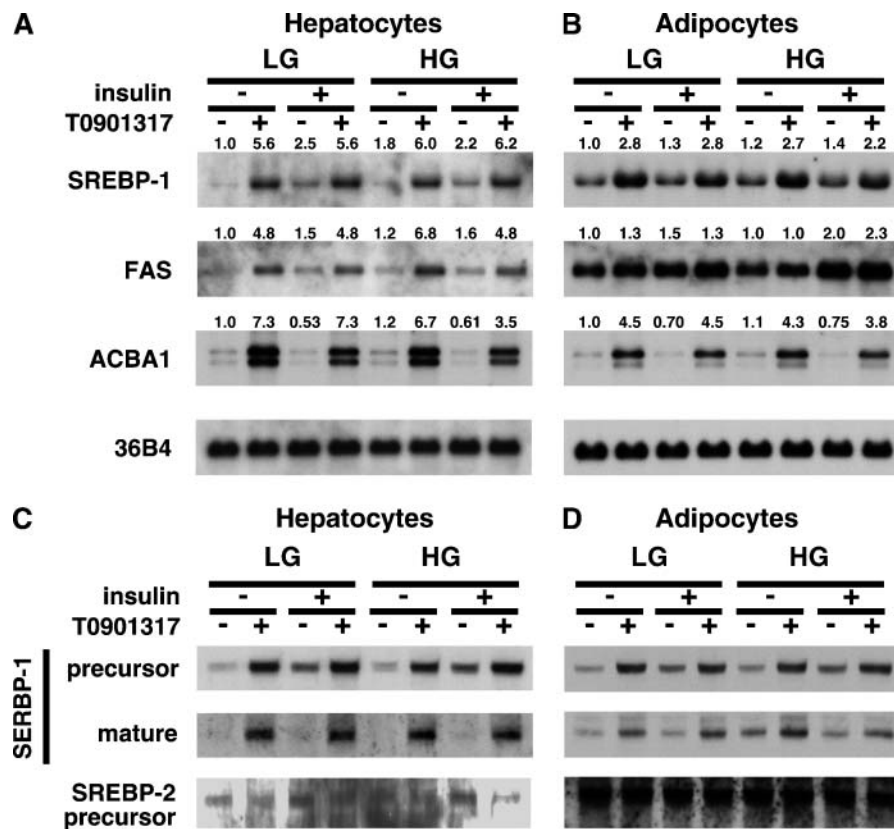 A Hepatocytes B Adipocytes
LG HG LG HG
insulin - + - + - + - +
T0901317 - + - + - + - + - + - + - + - +
1.0 5.6 2.5 5.6 1.8 6.0 2.2 6.2 1.0 2.8 1.3 2.8 1.2 2.7 1.4 2.2
SREBP-1
1.0 4.8 1.5 4.8 1.2 6.8 1.6 4.8 1.0 1.3 1.5 1.3 1.0 1.0 2.0 2.3
FAS
1.0 7.3 0.53 7.3 1.2 6.7 0.61 3.5 1.0 4.5 0.70 4.5 1.1 4.3 0.75 3.8
ACBA1
36B4
C Hepatocytes D Adipocytes
LG HG LG HG
insulin - + - + - + - +
T0901317 - + - + - + - + - + - + - + - +
SERBP-1
precursor
mature
SREBP-2
precursor